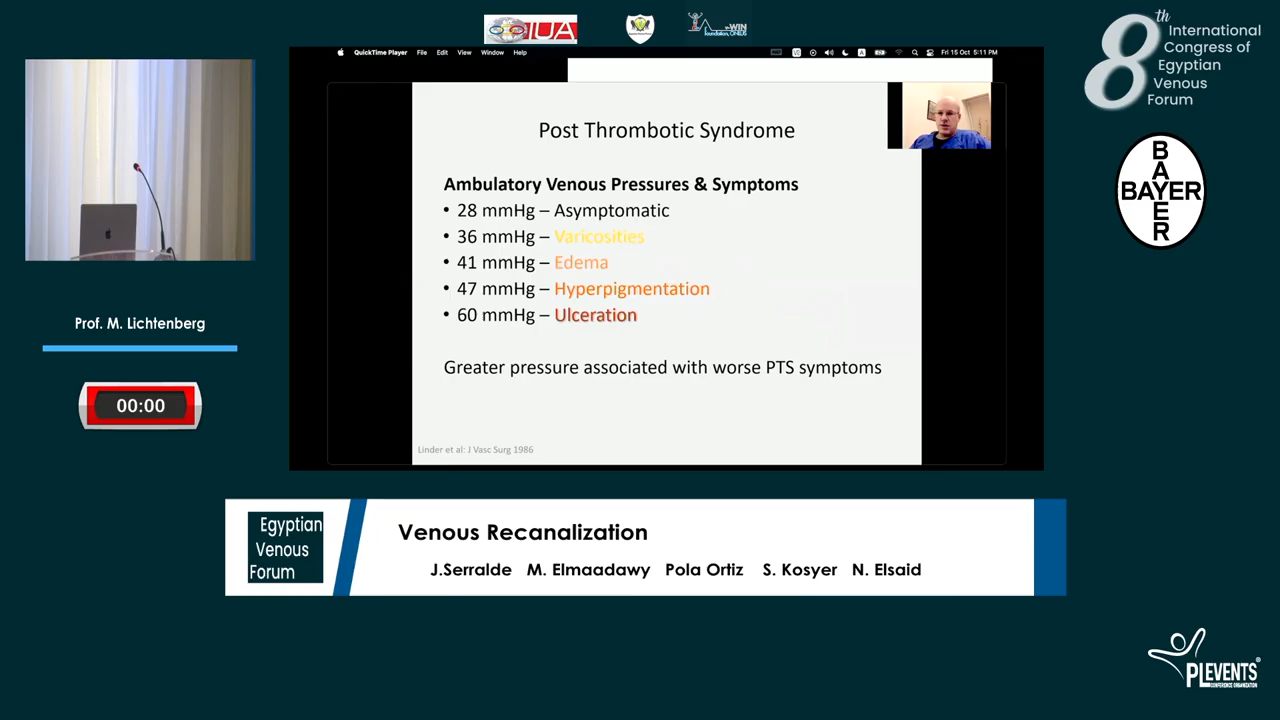 IUA
8th International
Congress of
Egyptian
Venous
Forum
QuickTime Player File Edit View Window Help
Fri 15 Oct 5:11 PM
Post Thrombotic Syndrome
Ambulatory Venous Pressures & Symptoms
• 28 mmHg – Asymptomatic
• 36 mmHg – Varicosities
• 41 mmHg – Edema
• 47 mmHg – Hyperpigmentation
• 60 mmHg – Ulceration
Greater pressure associated with worse PTS symptoms
Linder et al: J Vasc Surg 1986
BAYER
BAYER
Prof. M. Lichtenberg
00:00
Egyptian
Venous
Forum
Venous Recanalization
J.Serralde M. Elmaadawy Pola Ortiz S. Kosyer N. Elsaid
PLEVENTS®
CONFERENCE ORGANIZATION